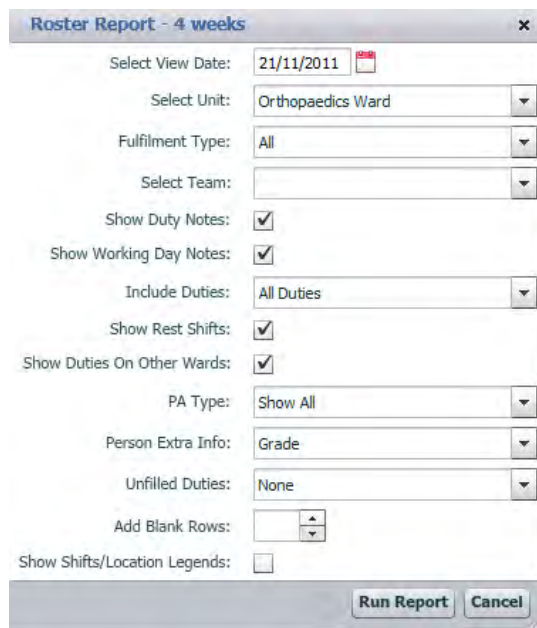 Roster Report - 4 weeks x
Select View Date: 21/11/2011
Select Unit: Orthopaedics Ward
Fulfilment Type: All
Select Team:
Show Duty Notes:
Show Working Day Notes:
Include Duties: All Duties
Show Rest Shifts:
Show Duties On Other Wards:
PA Type: Show All
Person Extra Info: Grade
Unfilled Duties: None
Add Blank Rows:
Show Shifts/Location Legends:
Run Report Cancel